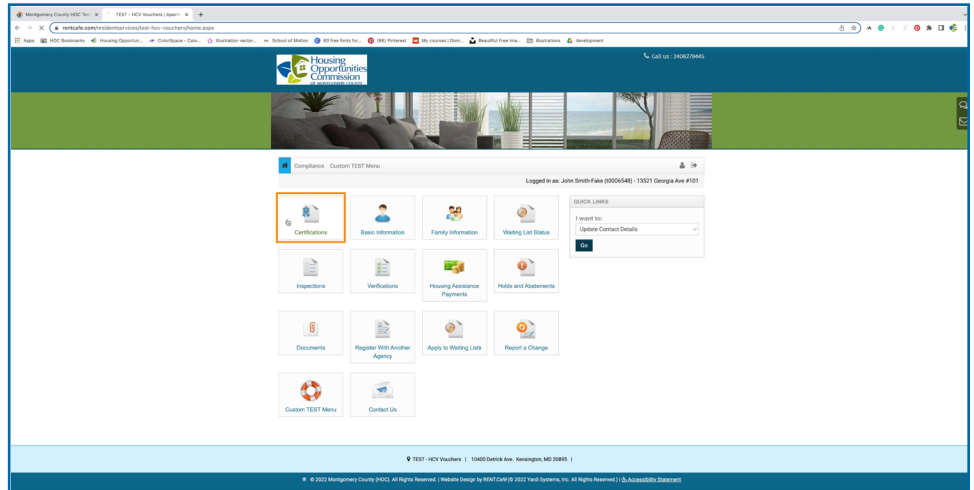 Montgomery County HOC Test
TEST - HCV Vouchers | Apartm
rentcafe.com/residentservices/test-hcv-vouchers/home.aspx
Apps HOC Bookmarks Housing Opportun... ColorSpace - Colo... Illustration vector... School of Motion 60 free fonts for... (66) Pinterest My courses | Dom... Beautiful Free Ima... Illustrations development
Housing
Opportunities
Commission
OF MONTGOMERY COUNTY
Call us : 2406279445
Compliance Custom TEST Menu
Logged in as: John Smith-Fake (t0006548) - 13521 Georgia Ave #101
Certifications Basic Information Family Information Waiting List Status
QUICK LINKS
I want to:
Update Contact Details
Go
Inspections Verifications Housing Assistance Payments Holds and Abatements
Documents Register With Another Agency Apply to Waiting Lists Report a Change
Custom TEST Menu Contact Us
TEST - HCV Vouchers | 10400 Detrick Ave. Kensington, MD 20895 |
© 2022 Montgomery County (HOC). All Rights Reserved. | Website Design by RENTCafé (© 2022 Yardi Systems, Inc. All Rights Reserved.) | Accessibility Statement